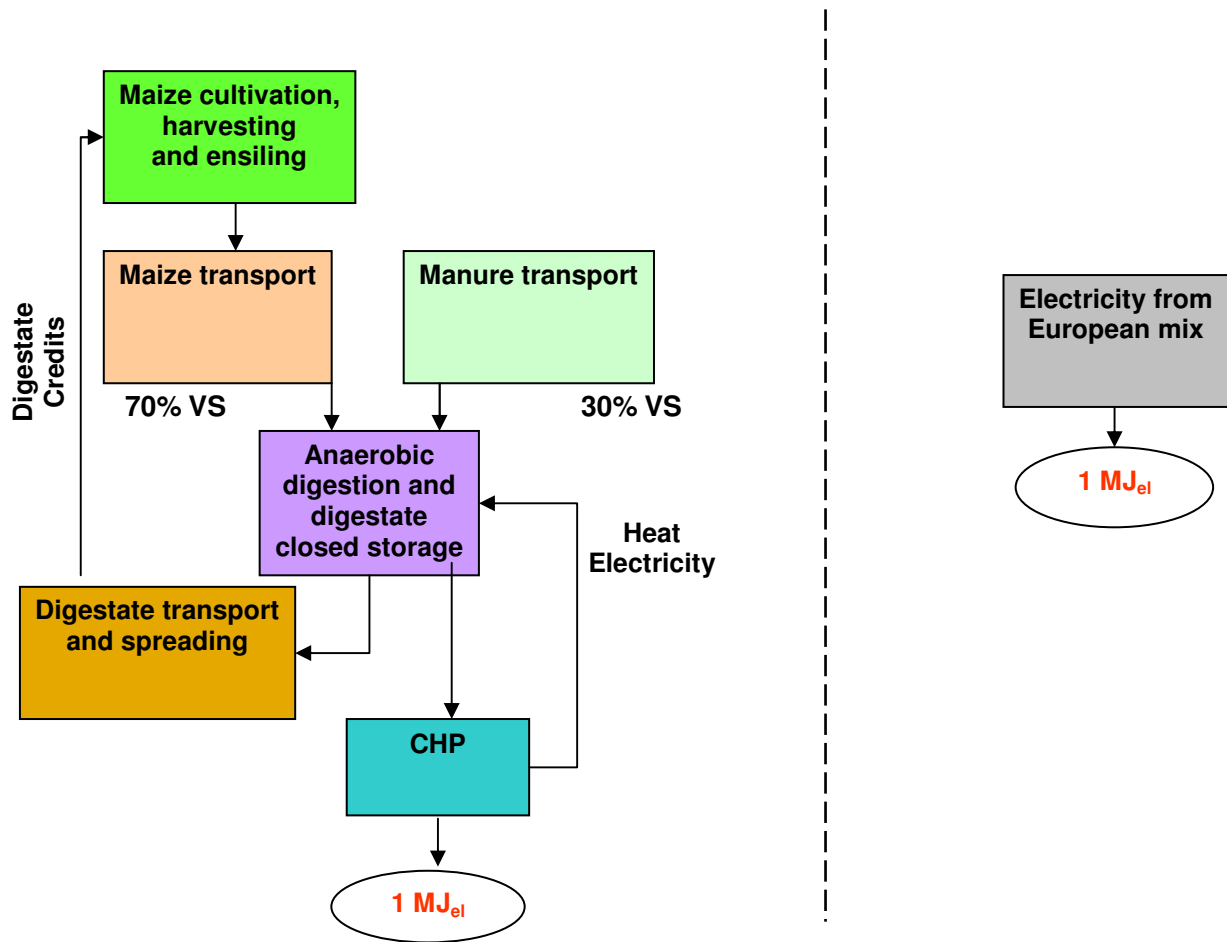 Maize cultivation,
harvesting
and ensiling
Digestate
Credits
Maize transport
Manure transport
70% VS
30% VS
Anaerobic
digestion and
digestate
closed storage
Heat
Electricity
Digestate transport
and spreading
CHP
1 MJel
Electricity from
European mix
1 MJel